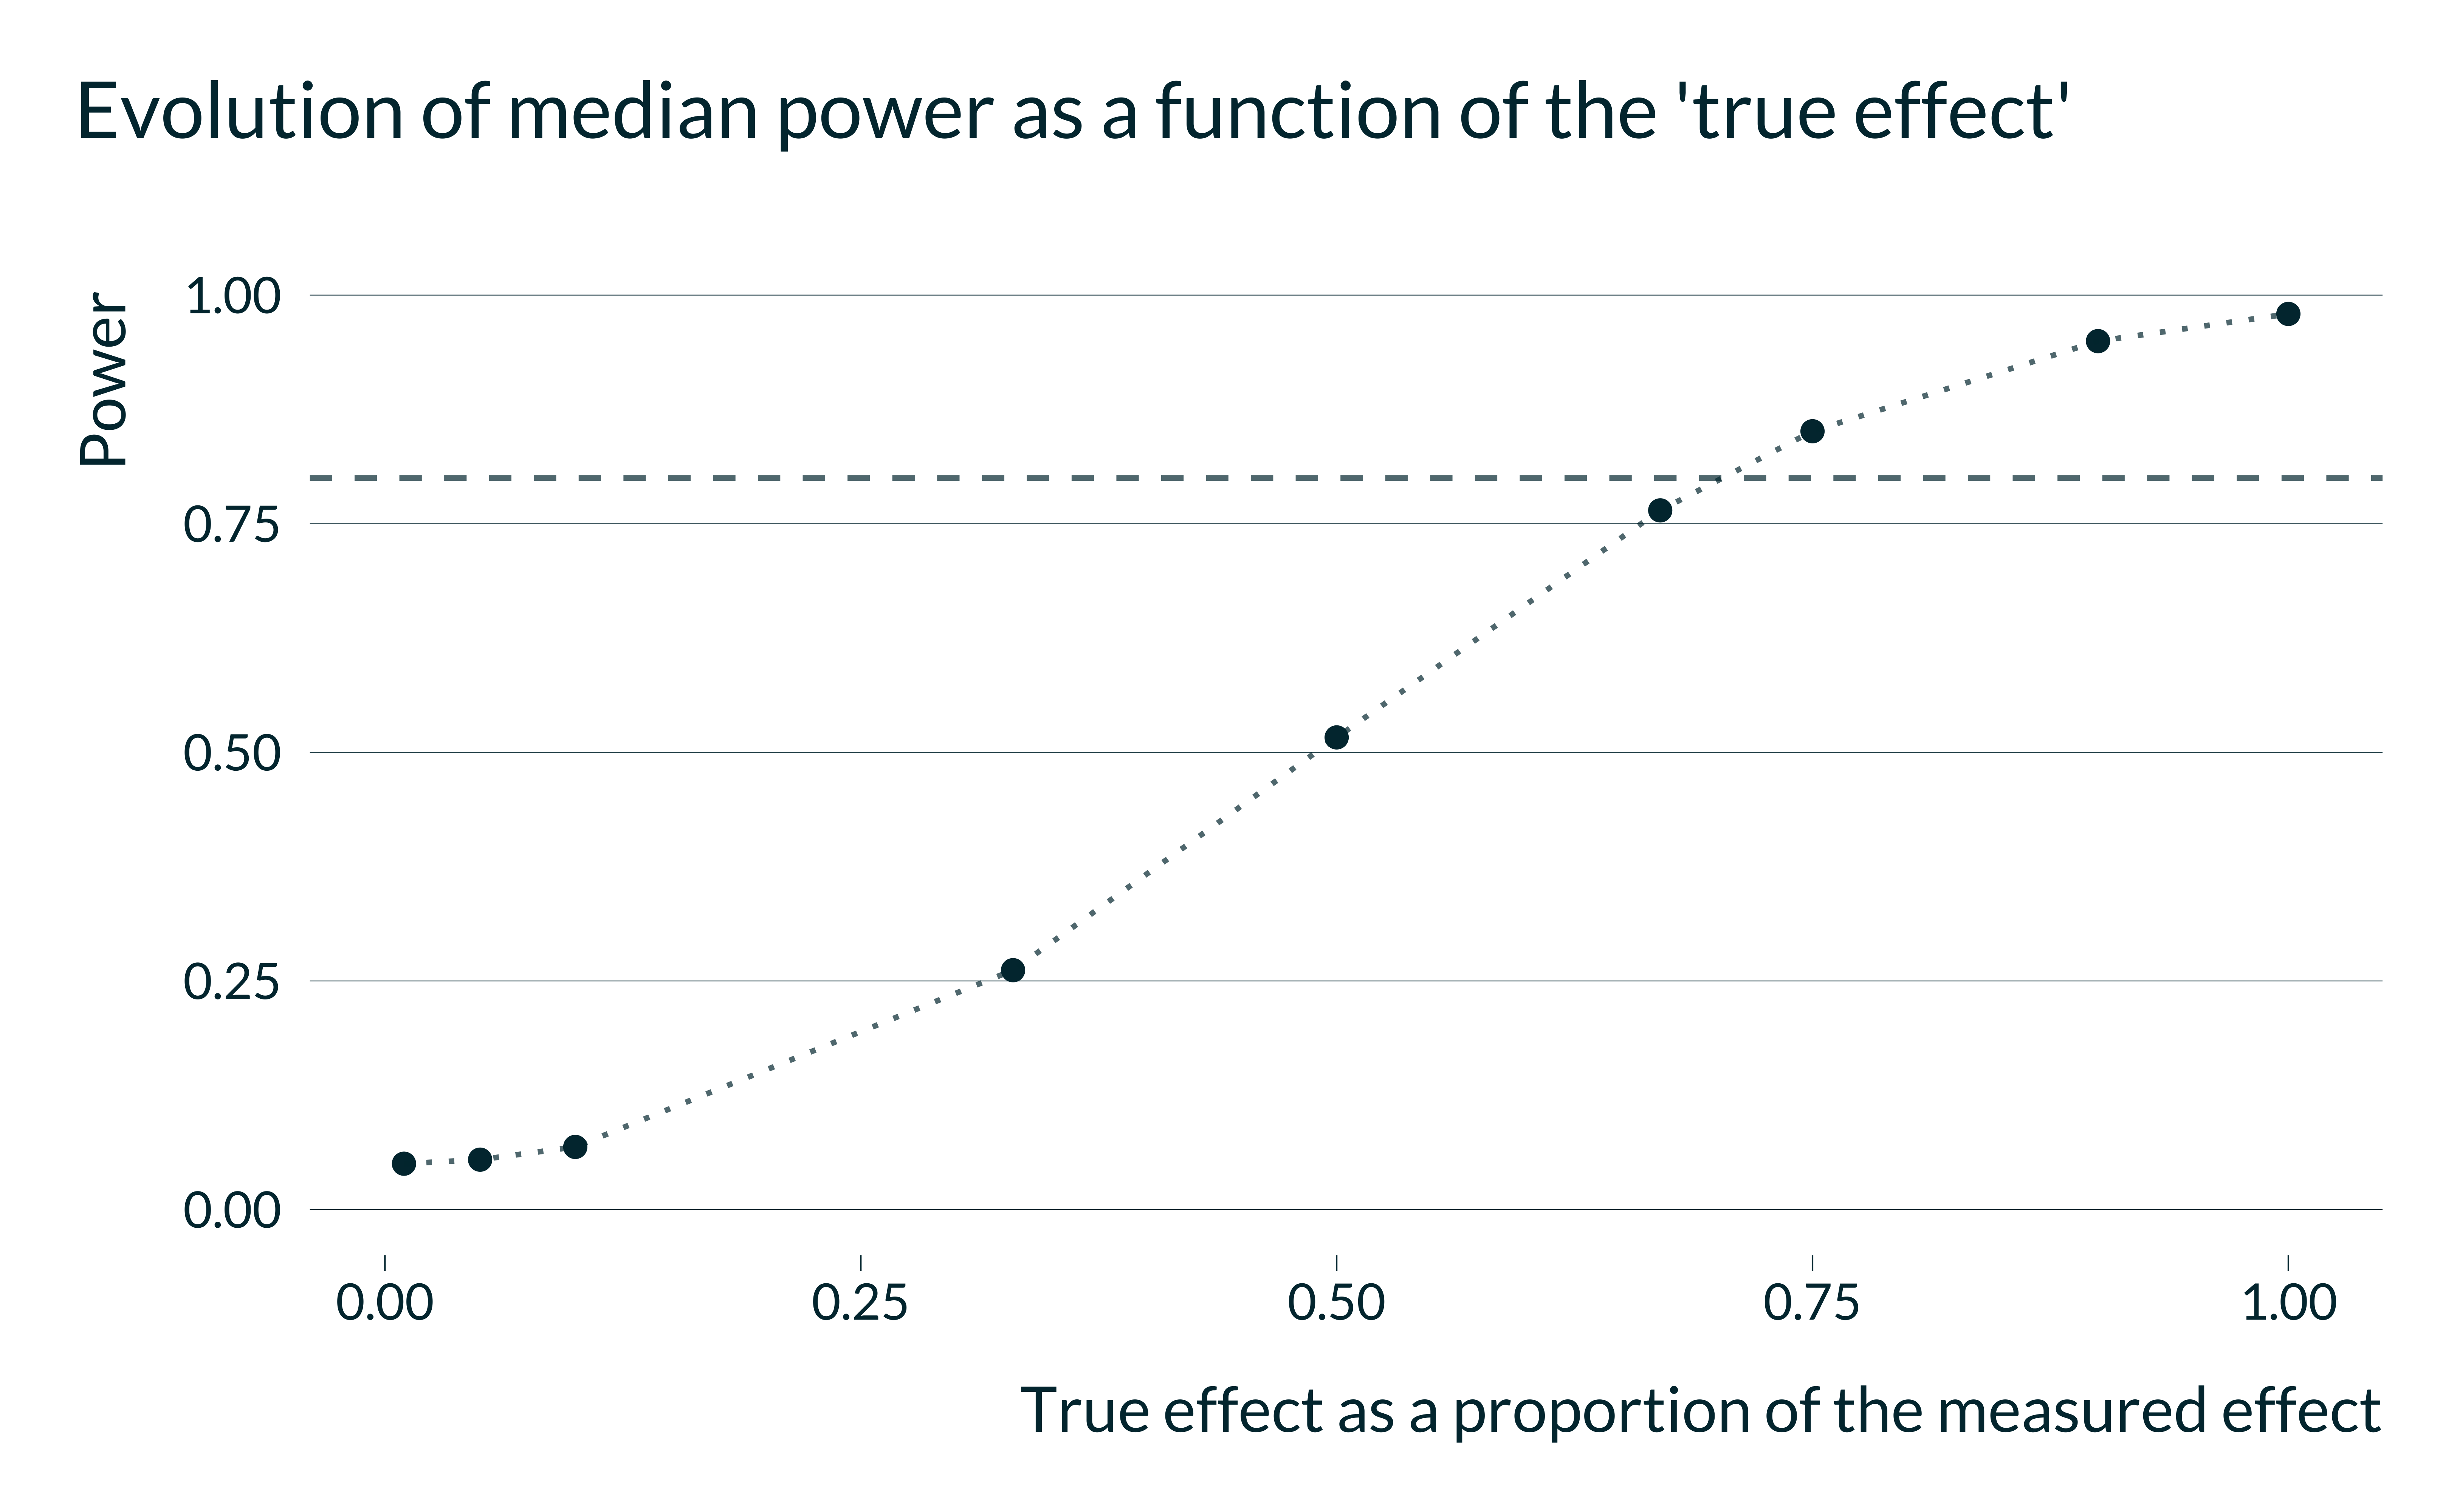 Evolution of median power as a function of the 'true effect'
Power
1.00
0.75
0.50
0.25
0.00
0.00 0.25 0.50 0.75 1.00
True effect as a proportion of the measured effect